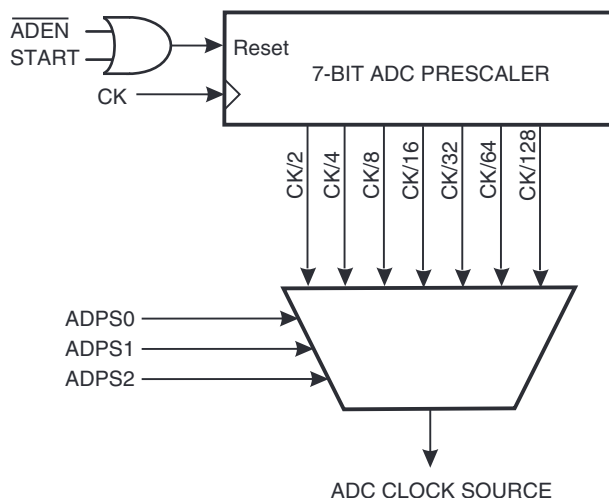 ADEN
START
Reset
7-BIT ADC PRESCALER
CK
CK/2
CK/4
CK/8
CK/16
CK/32
CK/64
CK/128
ADPS0
ADPS1
ADPS2
ADC CLOCK SOURCE